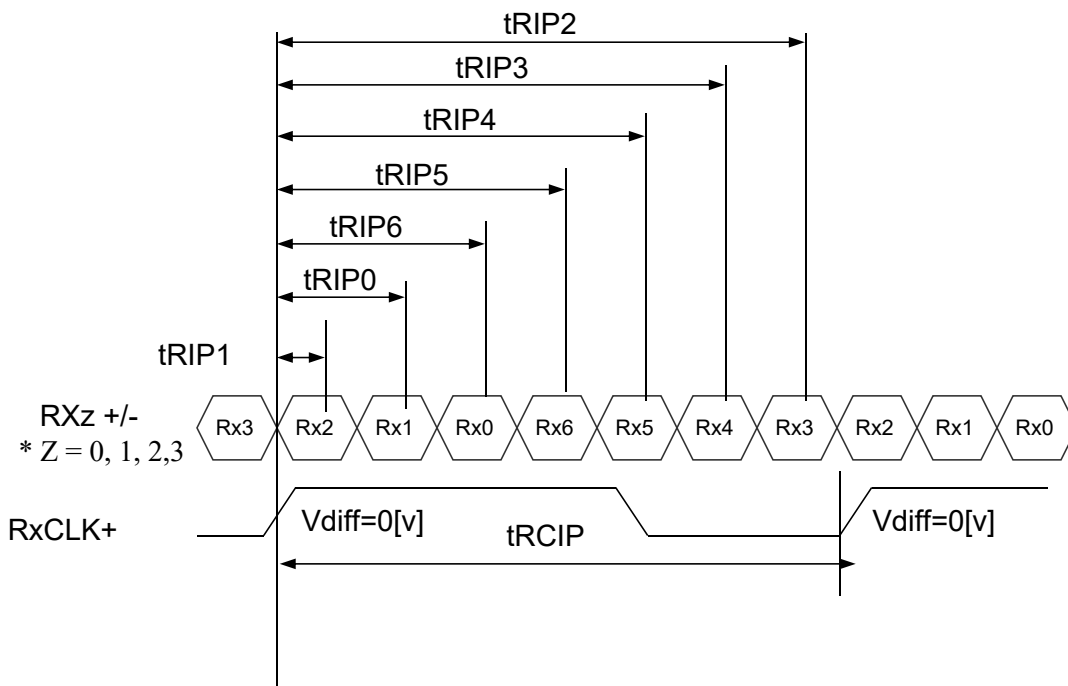 tRIP2
tRIP3
tRIP4
tRIP5
tRIP6
tRIP0
tRIP1
RXz +/-
* Z = 0, 1, 2,3
Rx3 Rx2 Rx1 Rx0 Rx6 Rx5 Rx4 Rx3 Rx2 Rx1 Rx0
RxCLK+
Vdiff=0[v] Vdiff=0[v]
tRCIP